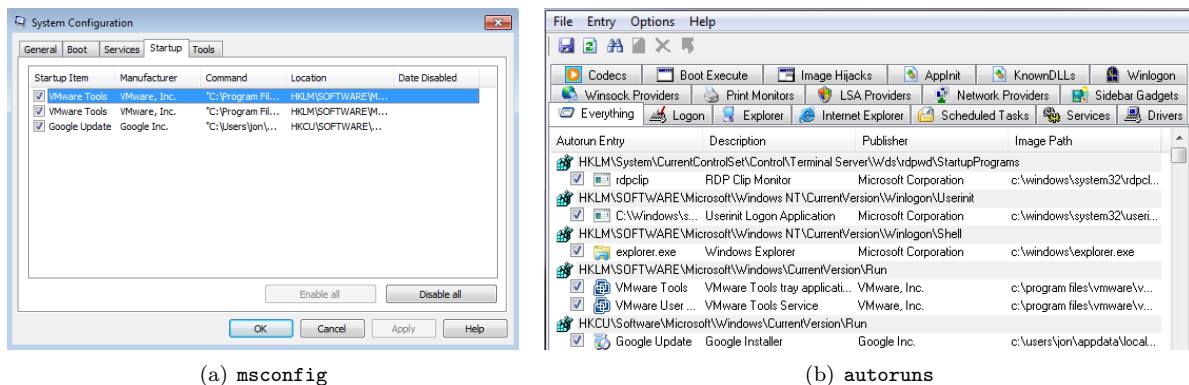 System Configuration
General Boot Services Startup Tools
Startup Item Manufacturer Command Location Date Disabled
VMware Tools VMware, Inc. "C:\Program Fil... HKLM\SOFTWARE\M...
VMware Tools VMware, Inc. "C:\Program Fil... HKLM\SOFTWARE\M...
Google Update Google Inc. "C:\Users\jon\... HKCU\SOFTWARE\...
Enable all Disable all
OK Cancel Apply Help
(a) msconfig
File Entry Options Help
Codecs Boot Execute Image Hijacks AppInit KnownDLLs Winlogon
Winsock Providers Print Monitors LSA Providers Network Providers Sidebar Gadgets
Everything Logon Explorer Internet Explorer Scheduled Tasks Services Drivers
Autorun Entry Description Publisher Image Path
HKLM\System\CurrentControlSet\Control\Terminal Server\Wds\rdpwd\StartupPrograms
rdpclip RDP Clip Monitor Microsoft Corporation c:\windows\system32\rdpcl...
HKLM\SOFTWARE\Microsoft\Windows NT\CurrentVersion\Winlogon\Userinit
C:\Windows\s... Userinit Logon Application Microsoft Corporation c:\windows\system32\useri...
HKLM\SOFTWARE\Microsoft\Windows NT\CurrentVersion\Winlogon\Shell
explorer.exe Windows Explorer Microsoft Corporation c:\windows\explorer.exe
HKLM\SOFTWARE\Microsoft\Windows\CurrentVersion\Run
VMware Tools VMware Tools tray applicati... VMware, Inc. c:\program files\vmware\v...
VMware User ... VMware Tools Service VMware, Inc. c:\program files\vmware\v...
HKCU\Software\Microsoft\Windows\CurrentVersion\Run
Google Update Google Installer Google Inc. c:\users\jon\appdata\local...
(b) autoruns